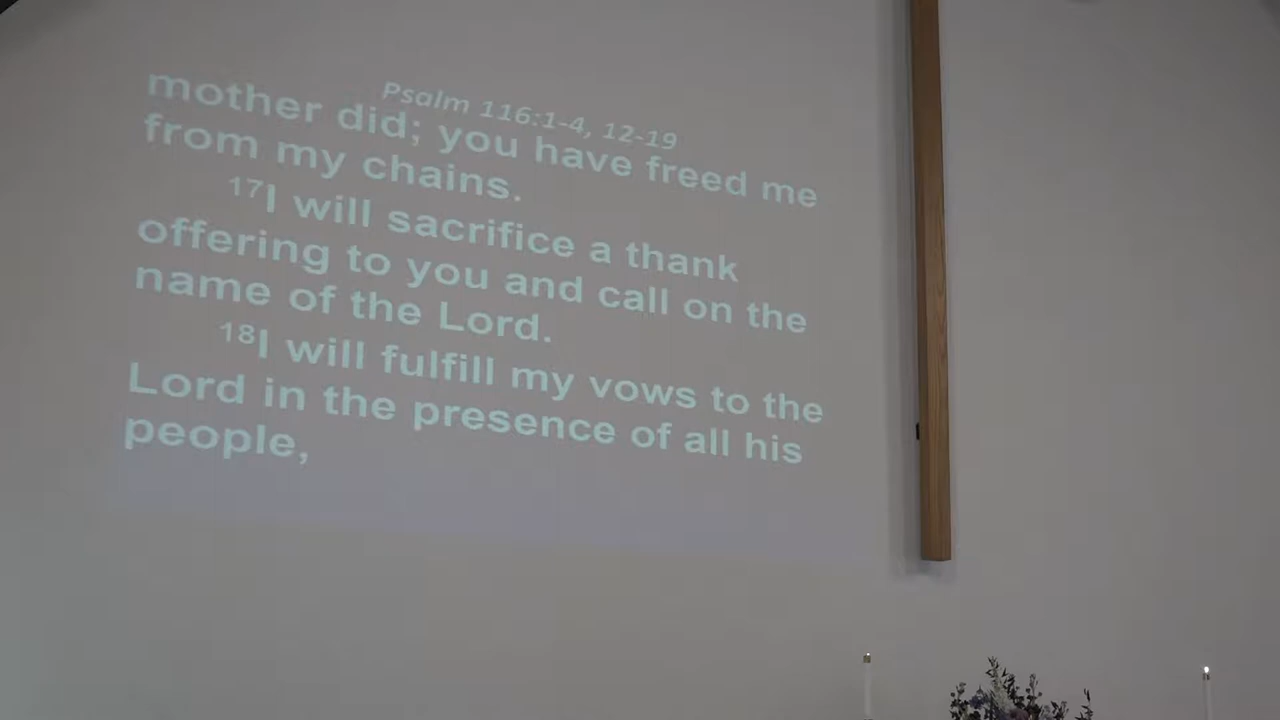 Psalm 116:1-4, 12-19
mother did; you have freed me
from my chains.
17I will sacrifice a thank
offering to you and call on the
name of the Lord.
18I will fulfill my vows to the
Lord in the presence of all his
people,